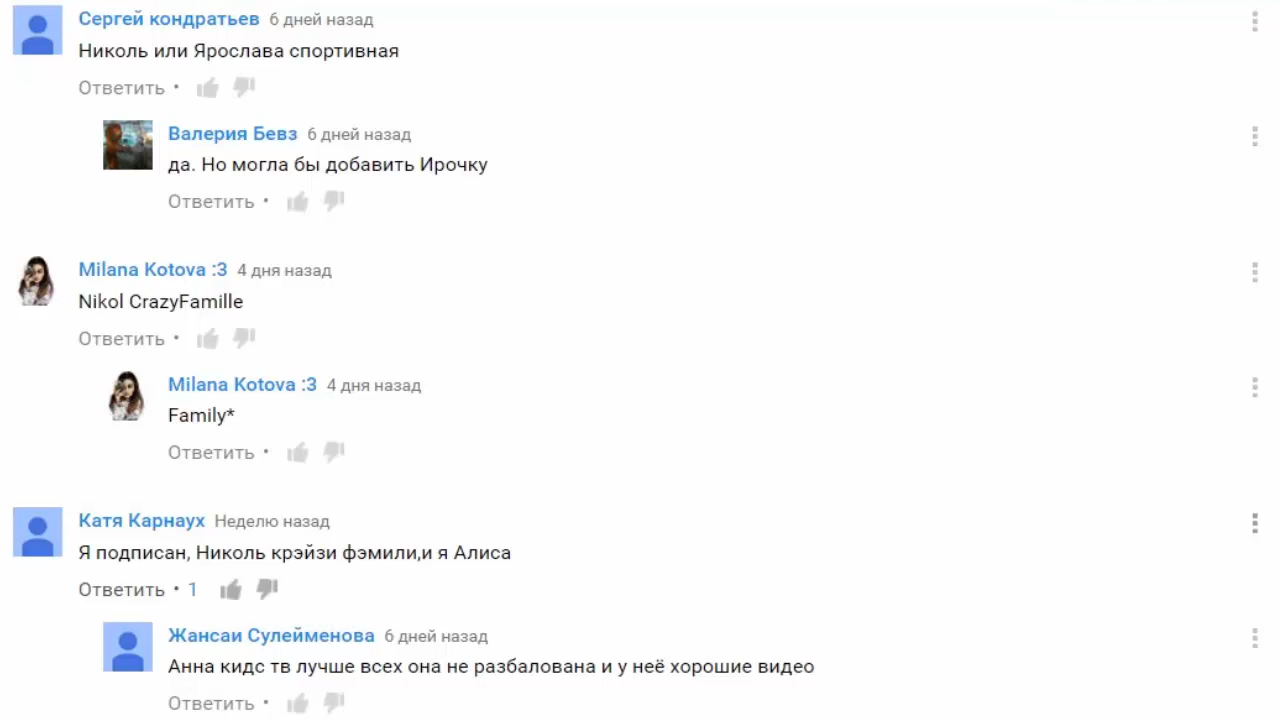 Сергей кондратьев 6 дней назад
Николь или Ярослава спортивная
Ответить •
Валерия Бевз 6 дней назад
да. Но могла бы добавить Ирочку
Ответить •
Milana Kotova :3 4 дня назад
Nikol CrazyFamille
Ответить •
Milana Kotova :3 4 дня назад
Family*
Ответить •
Катя Карнаух Неделю назад
Я подписан, Николь крэйзи фэмили,и я Алиса
Ответить • 1
Жансаи Сулейменова 6 дней назад
Анна кидс тв лучше всех она не разбалована и у неё хорошие видео
Ответить •